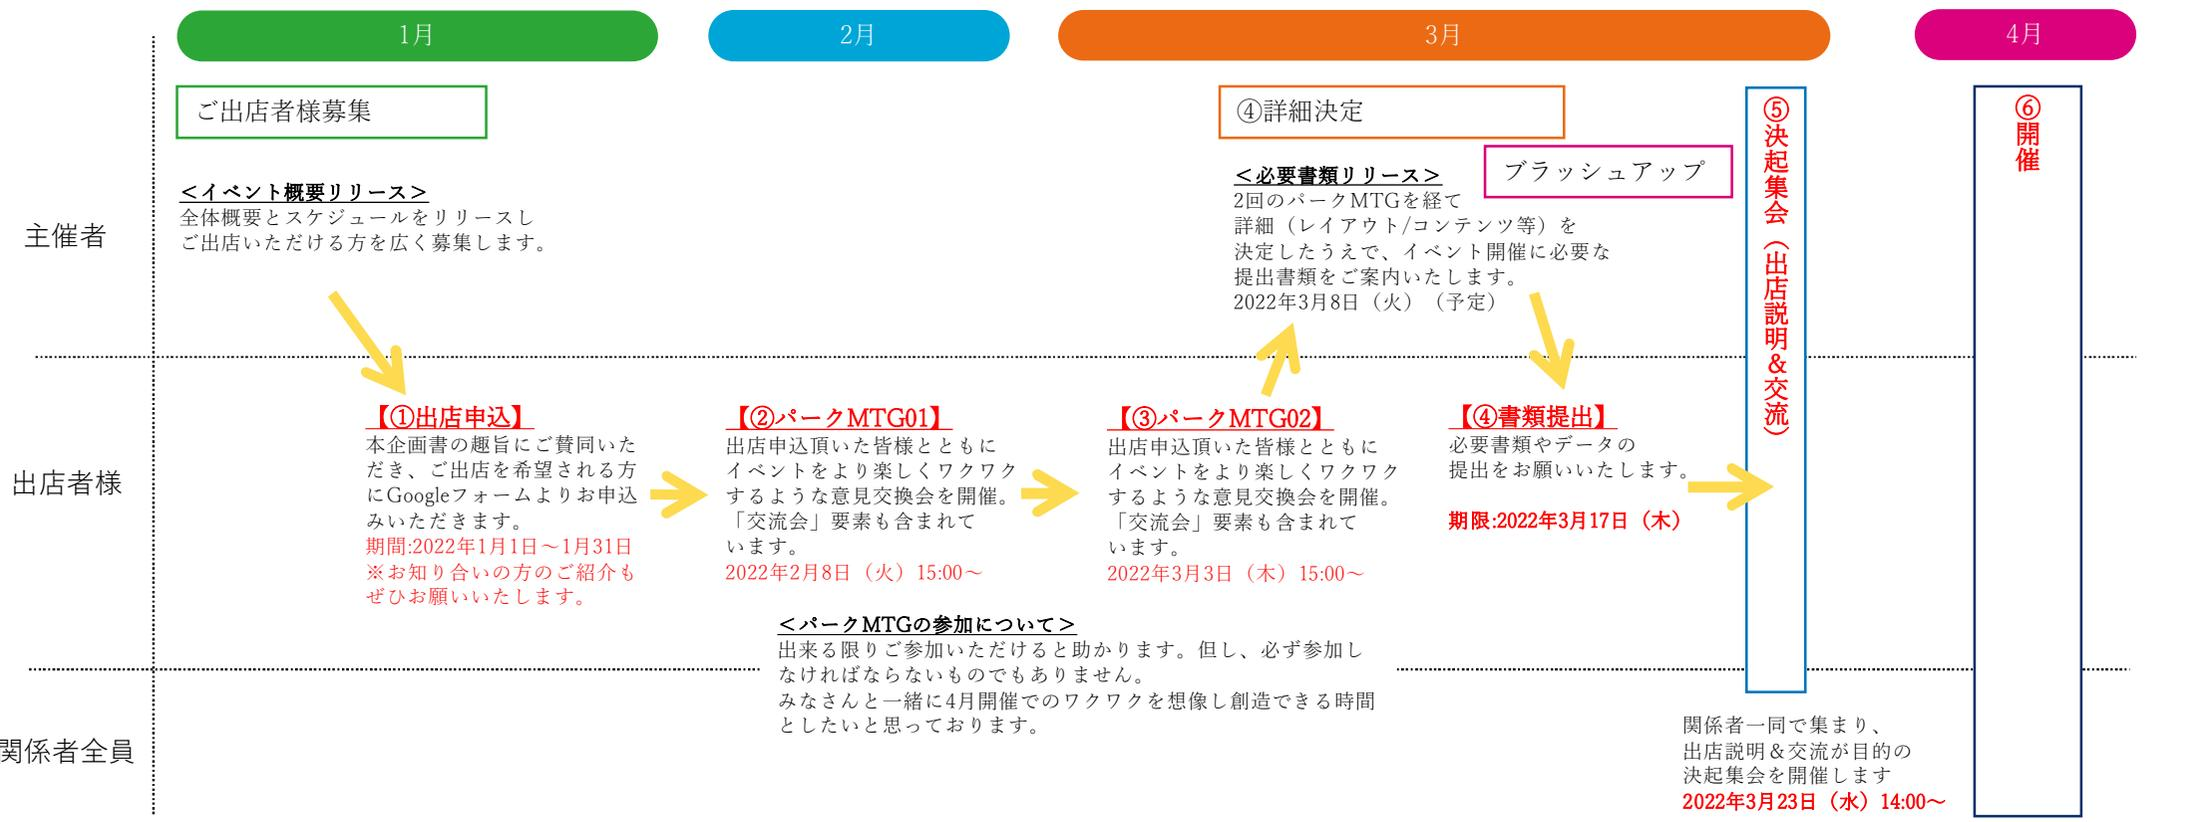 1月
2月
3月
4月
主催者
ご出店者様募集
＜イベント概要リリース＞
全体概要とスケジュールをリリースし
ご出店いただける方を広く募集します。
④詳細決定
ブラッシュアップ
＜必要書類リリース＞
2回のパークMTGを経て
詳細（レイアウト/コンテンツ等）を
決定したうえで、イベント開催に必要な
提出書類をご案内いたします。
2022年3月8日（火）（予定）
⑤決起集会（出店説明＆交流）
⑥開催
出店者様
【①出店申込】
本企画書の趣旨にご賛同いた
だき、ご出店を希望される方
にGoogleフォームよりお申込
みいただきます。
期間:2022年1月1日～1月31日
※お知り合いの方のご紹介も
ぜひお願いいたします。
【②パークMTG01】
出店申込頂いた皆様とともに
イベントをより楽しくワクワク
するような意見交換会を開催。
「交流会」要素も含まれて
います。
2022年2月8日（火）15:00～
【③パークMTG02】
出店申込頂いた皆様とともに
イベントをより楽しくワクワク
するような意見交換会を開催。
「交流会」要素も含まれて
います。
2022年3月3日（木）15:00～
【④書類提出】
必要書類やデータの
提出をお願いいたします。
期限:2022年3月17日（木）
＜パークMTGの参加について＞
出来る限りご参加いただけると助かります。但し、必ず参加し
なければならないものでもありません。
みなさんと一緒に4月開催でのワクワクを想像し創造できる時間
としたいと思っております。
関係者全員
関係者一同で集まり、
出店説明＆交流が目的の
決起集会を開催します
2022年3月23日（水）14:00～